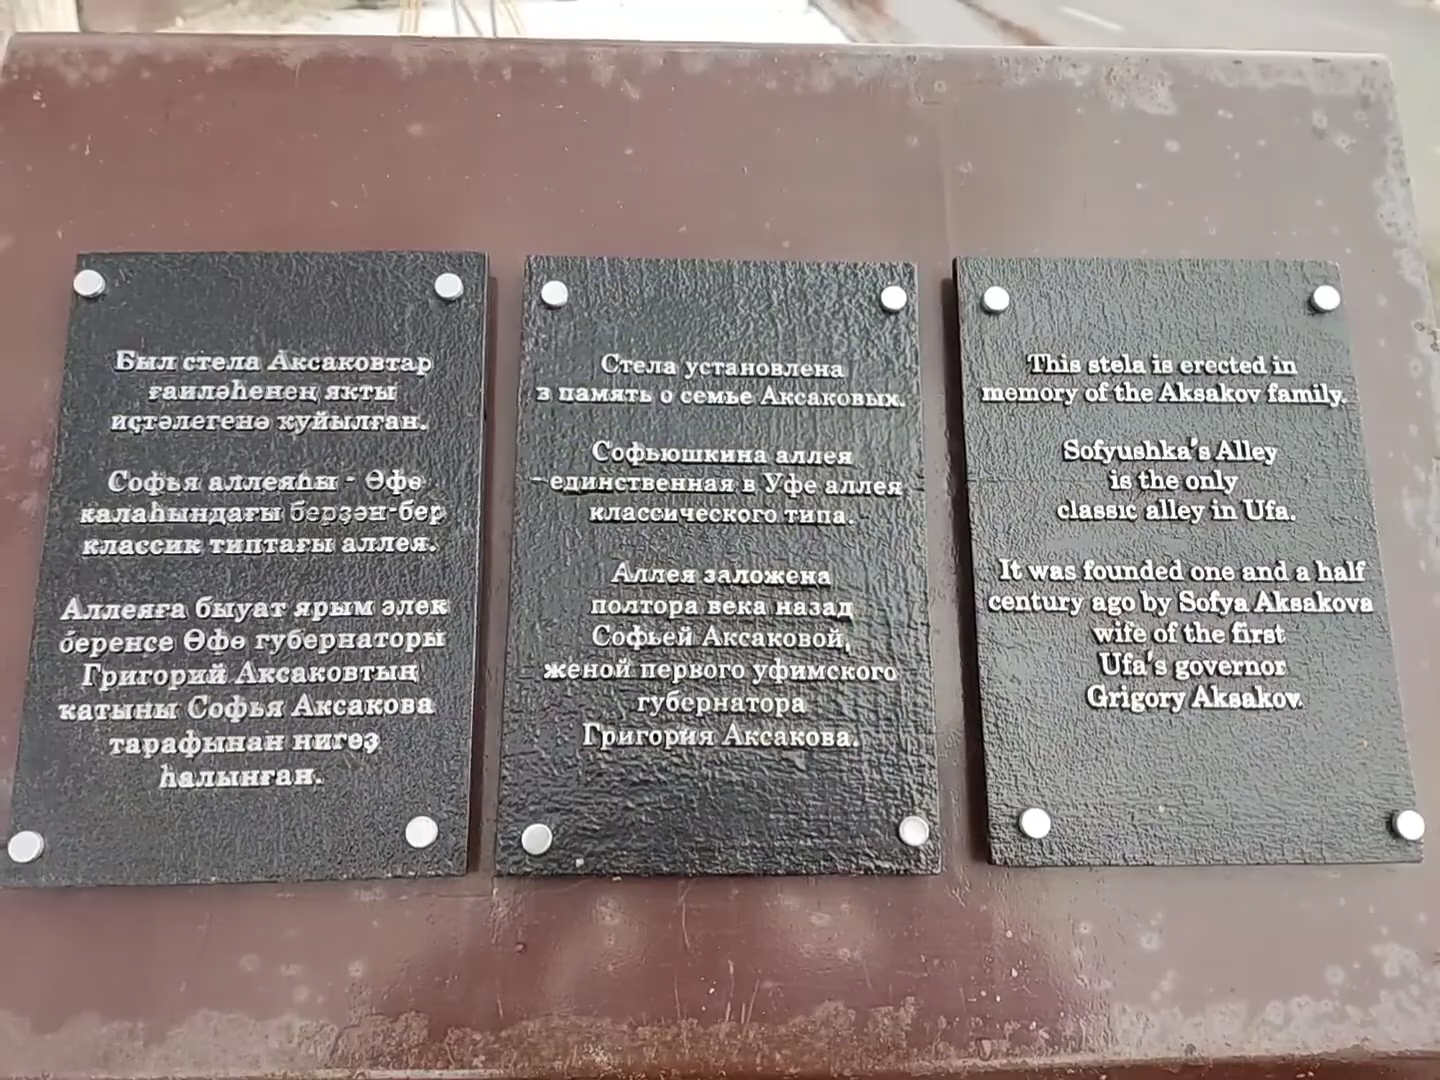 Был стела Аксаковтар
ғаиләһенең якты
иҫтәлегенә ҡуйылған.
Софья аллеяһы - Өфө
ҡалаһындағы берҙән-бер
классик типтағы аллея.
Аллеяға быуат ярым элек
беренсе Өфө губернаторы
Григорий Аксаковтың
ҡатыны Софья Аксакова
тарафынан нигеҙ
һалынған.
Стела установлена
в память о семье Аксаковых.
Софьюшкина аллея
- единственная в Уфе аллея
классического типа.
Аллея заложена
полтора века назад
Софьей Аксаковой,
женой первого уфимского
губернатора
Григория Аксакова.
This stela is erected in
memory of the Aksakov family.
Sofyushka's Alley
is the only
classic alley in Ufa.
It was founded one and a half
century ago by Sofya Aksakova
wife of the first
Ufa's governor
Grigory Aksakov.